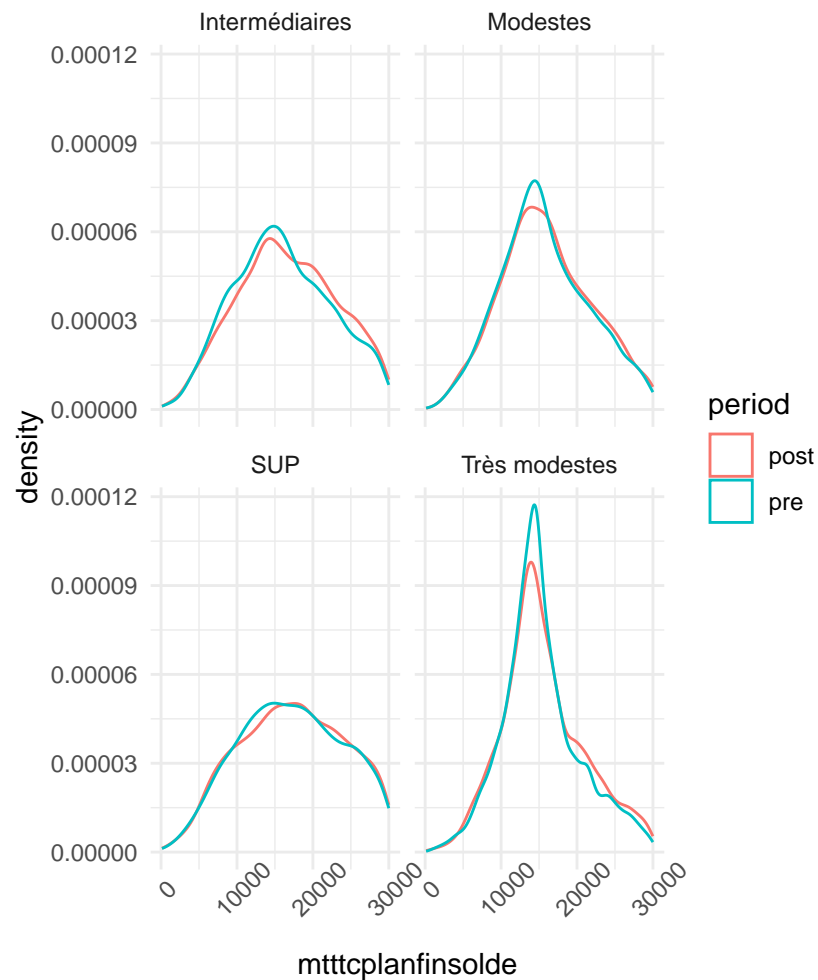 Intermédiaires
Modestes
0.00012
0.00009
0.00006
0.00003
0.00000
SUP
Très modestes
0.00012
0.00009
0.00006
0.00003
0.00000
0
10000
20000
30000
0
10000
20000
30000
density
mtttcplanfinsolde
period
post
pre